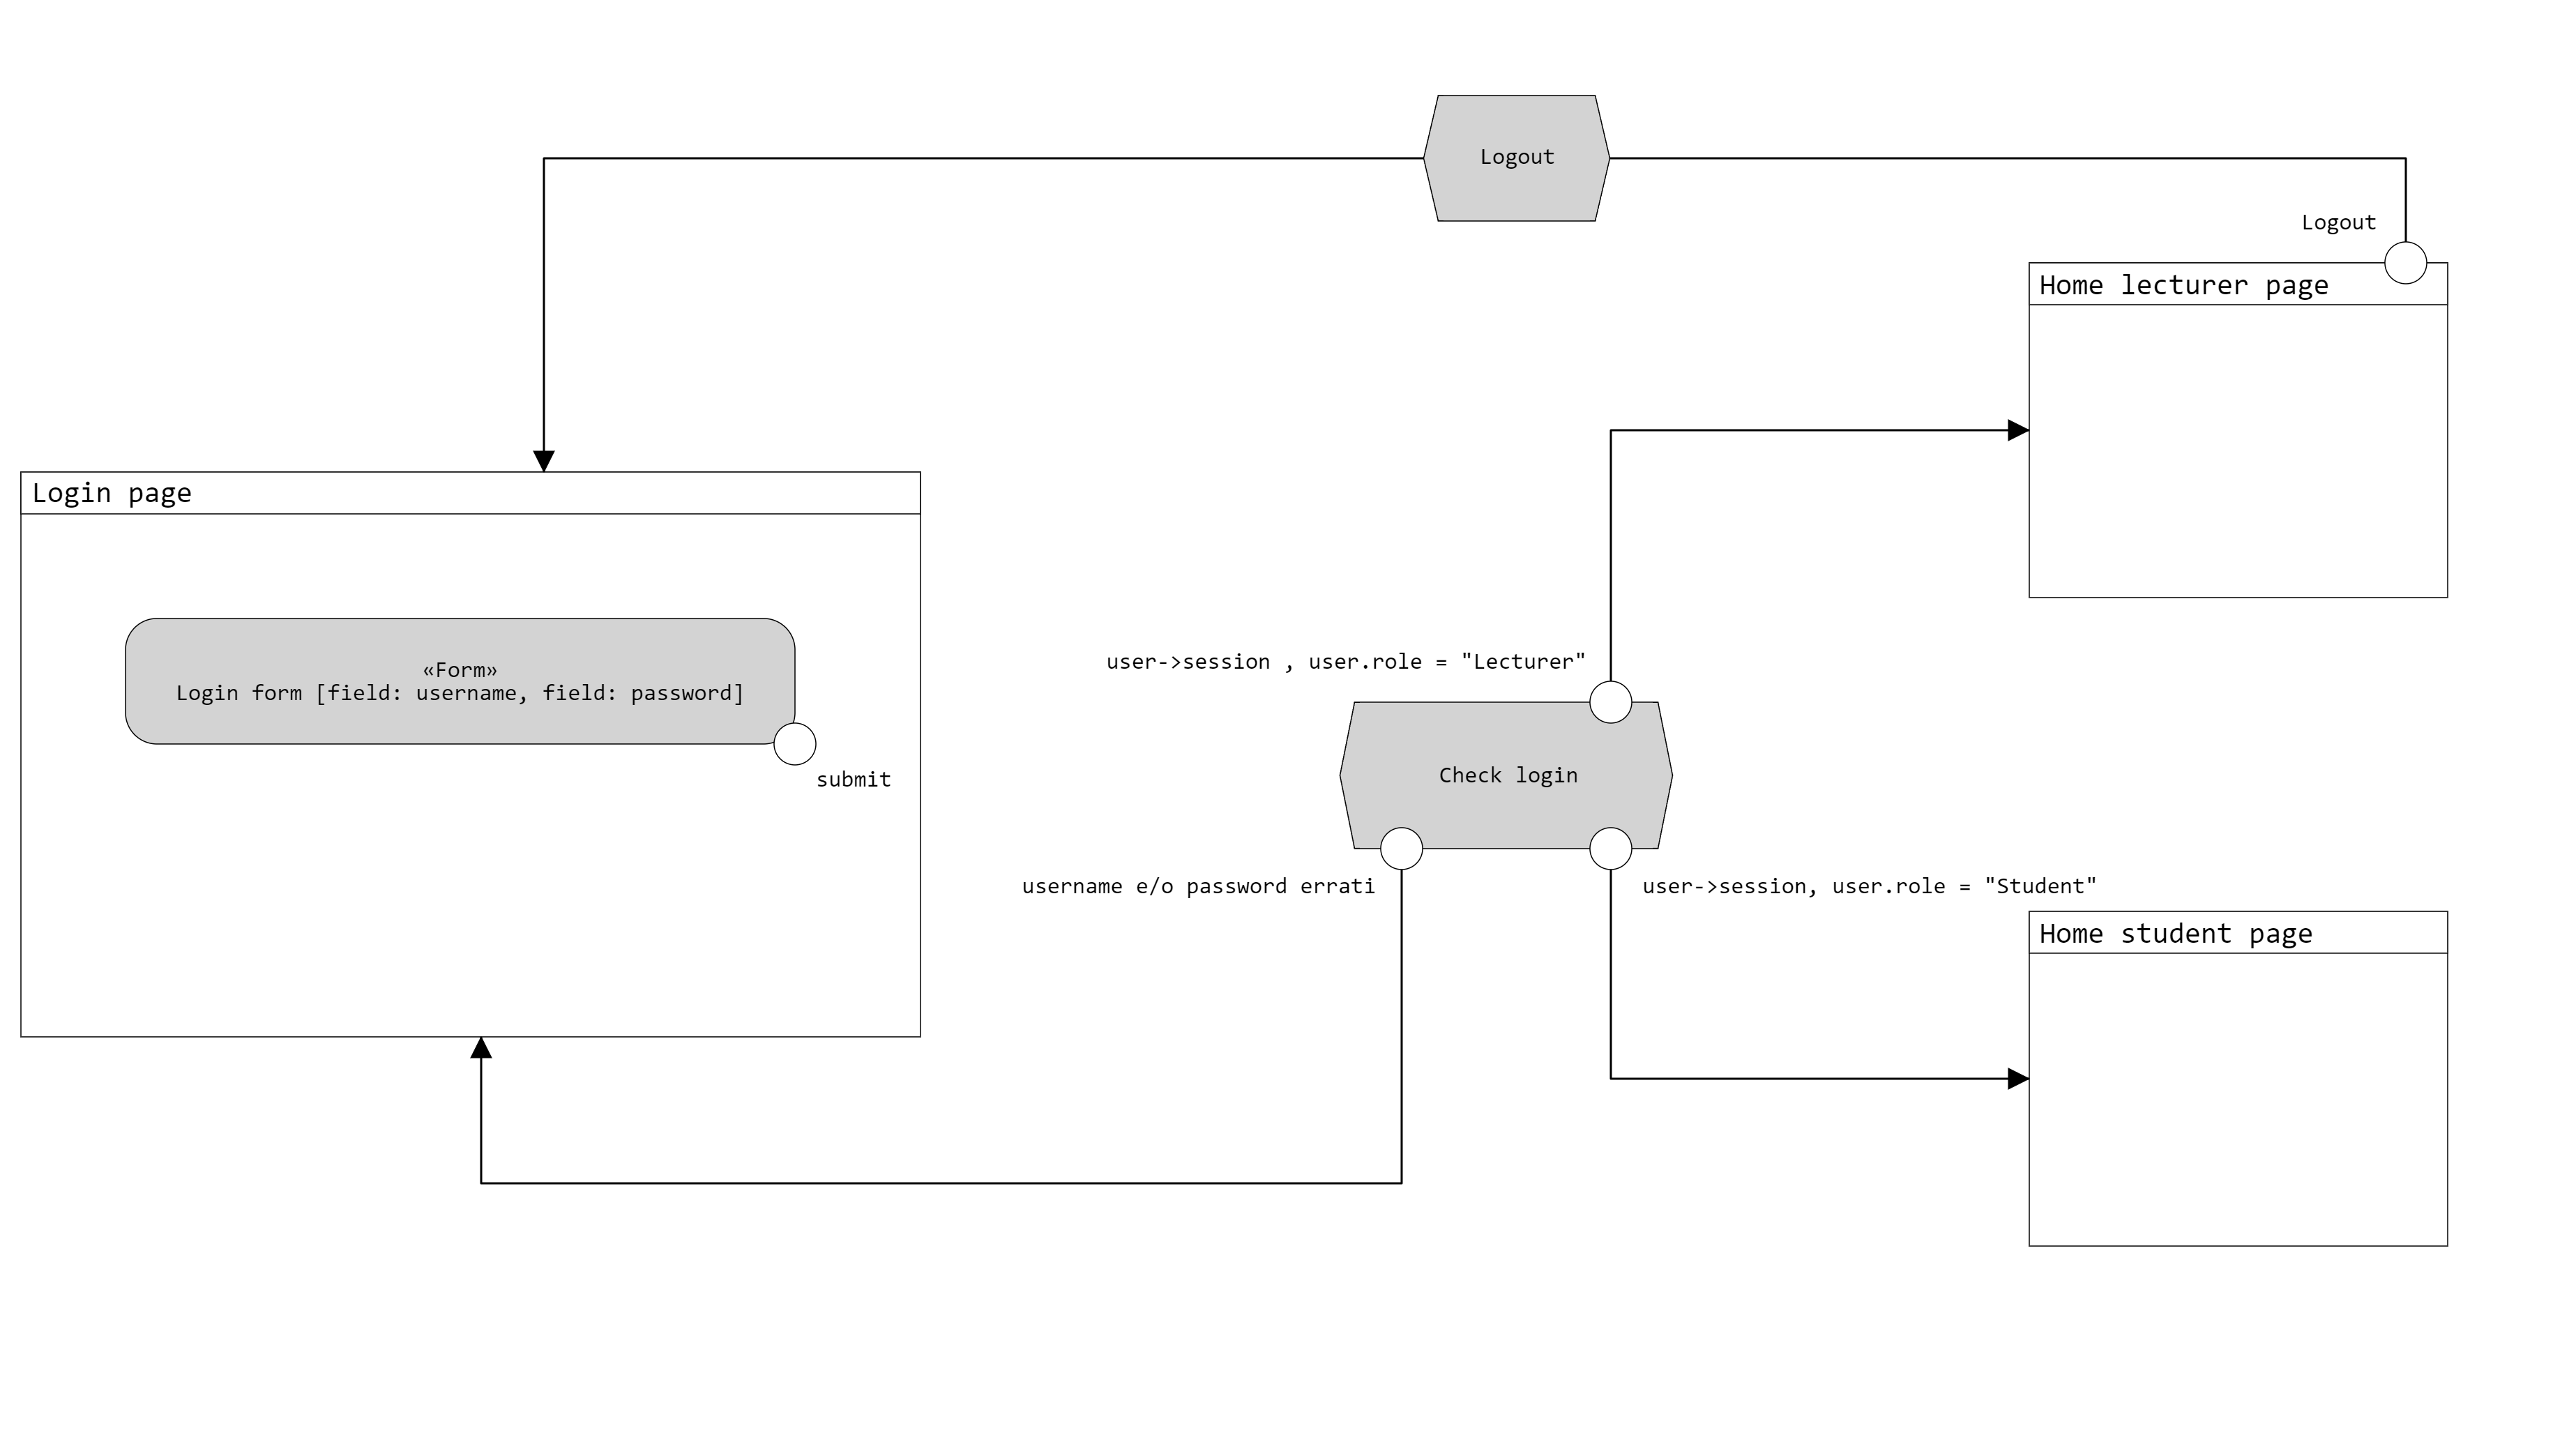 Logout
Logout
Home lecturer page
Login page
«Form»
Login form [field: username, field: password]
submit
user->session , user.role = "Lecturer"
Check login
username e/o password errati
user->session, user.role = "Student"
Home student page